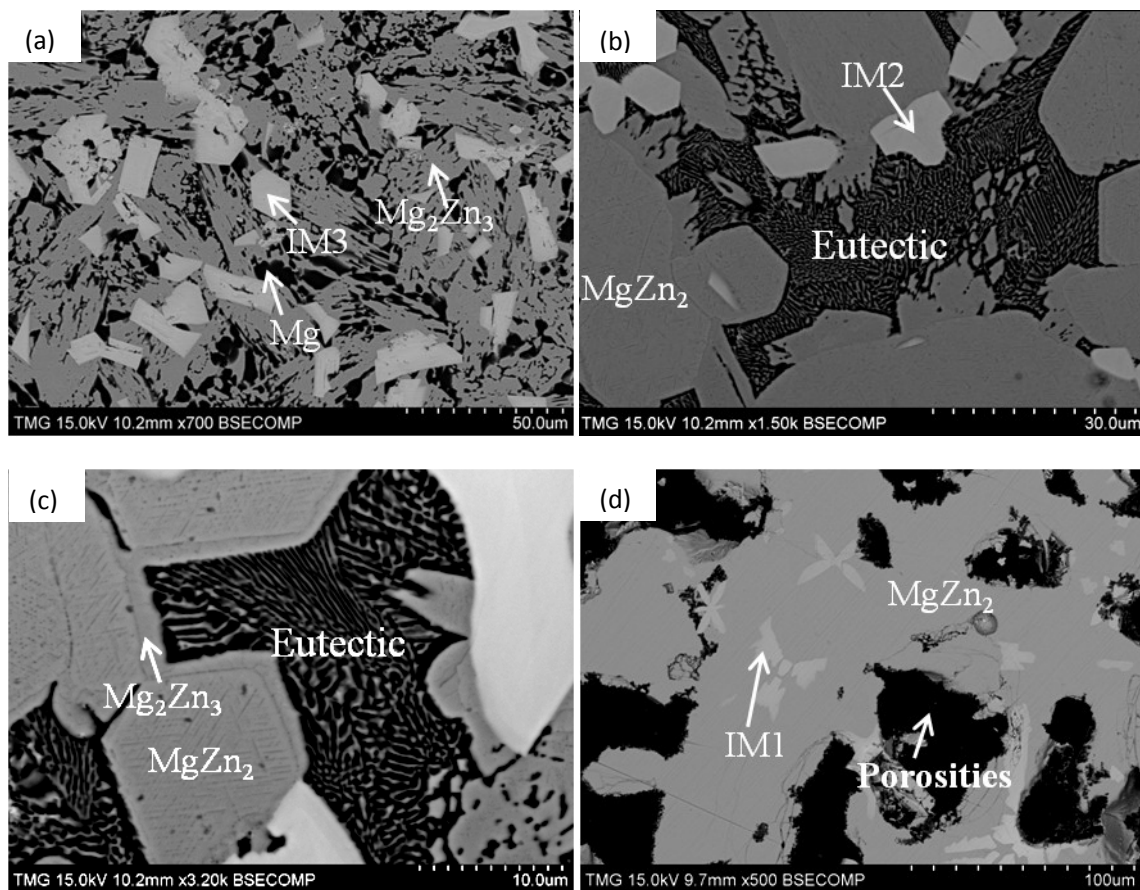 (a)
Mg₂Zn₃
IM3
Mg
TMG 15.0kV 10.2mm x700 BSECOMP 50.0um
(b)
IM2
Eutectic
MgZn₂
TMG 15.0kV 10.2mm x1.50k BSECOMP 30.0um
(c)
Eutectic
Mg₂Zn₃
MgZn₂
TMG 15.0kV 10.2mm x3.20k BSECOMP 10.0um
(d)
MgZn₂
IM1
Porosities
TMG 15.0kV 9.7mm x500 BSECOMP 100um